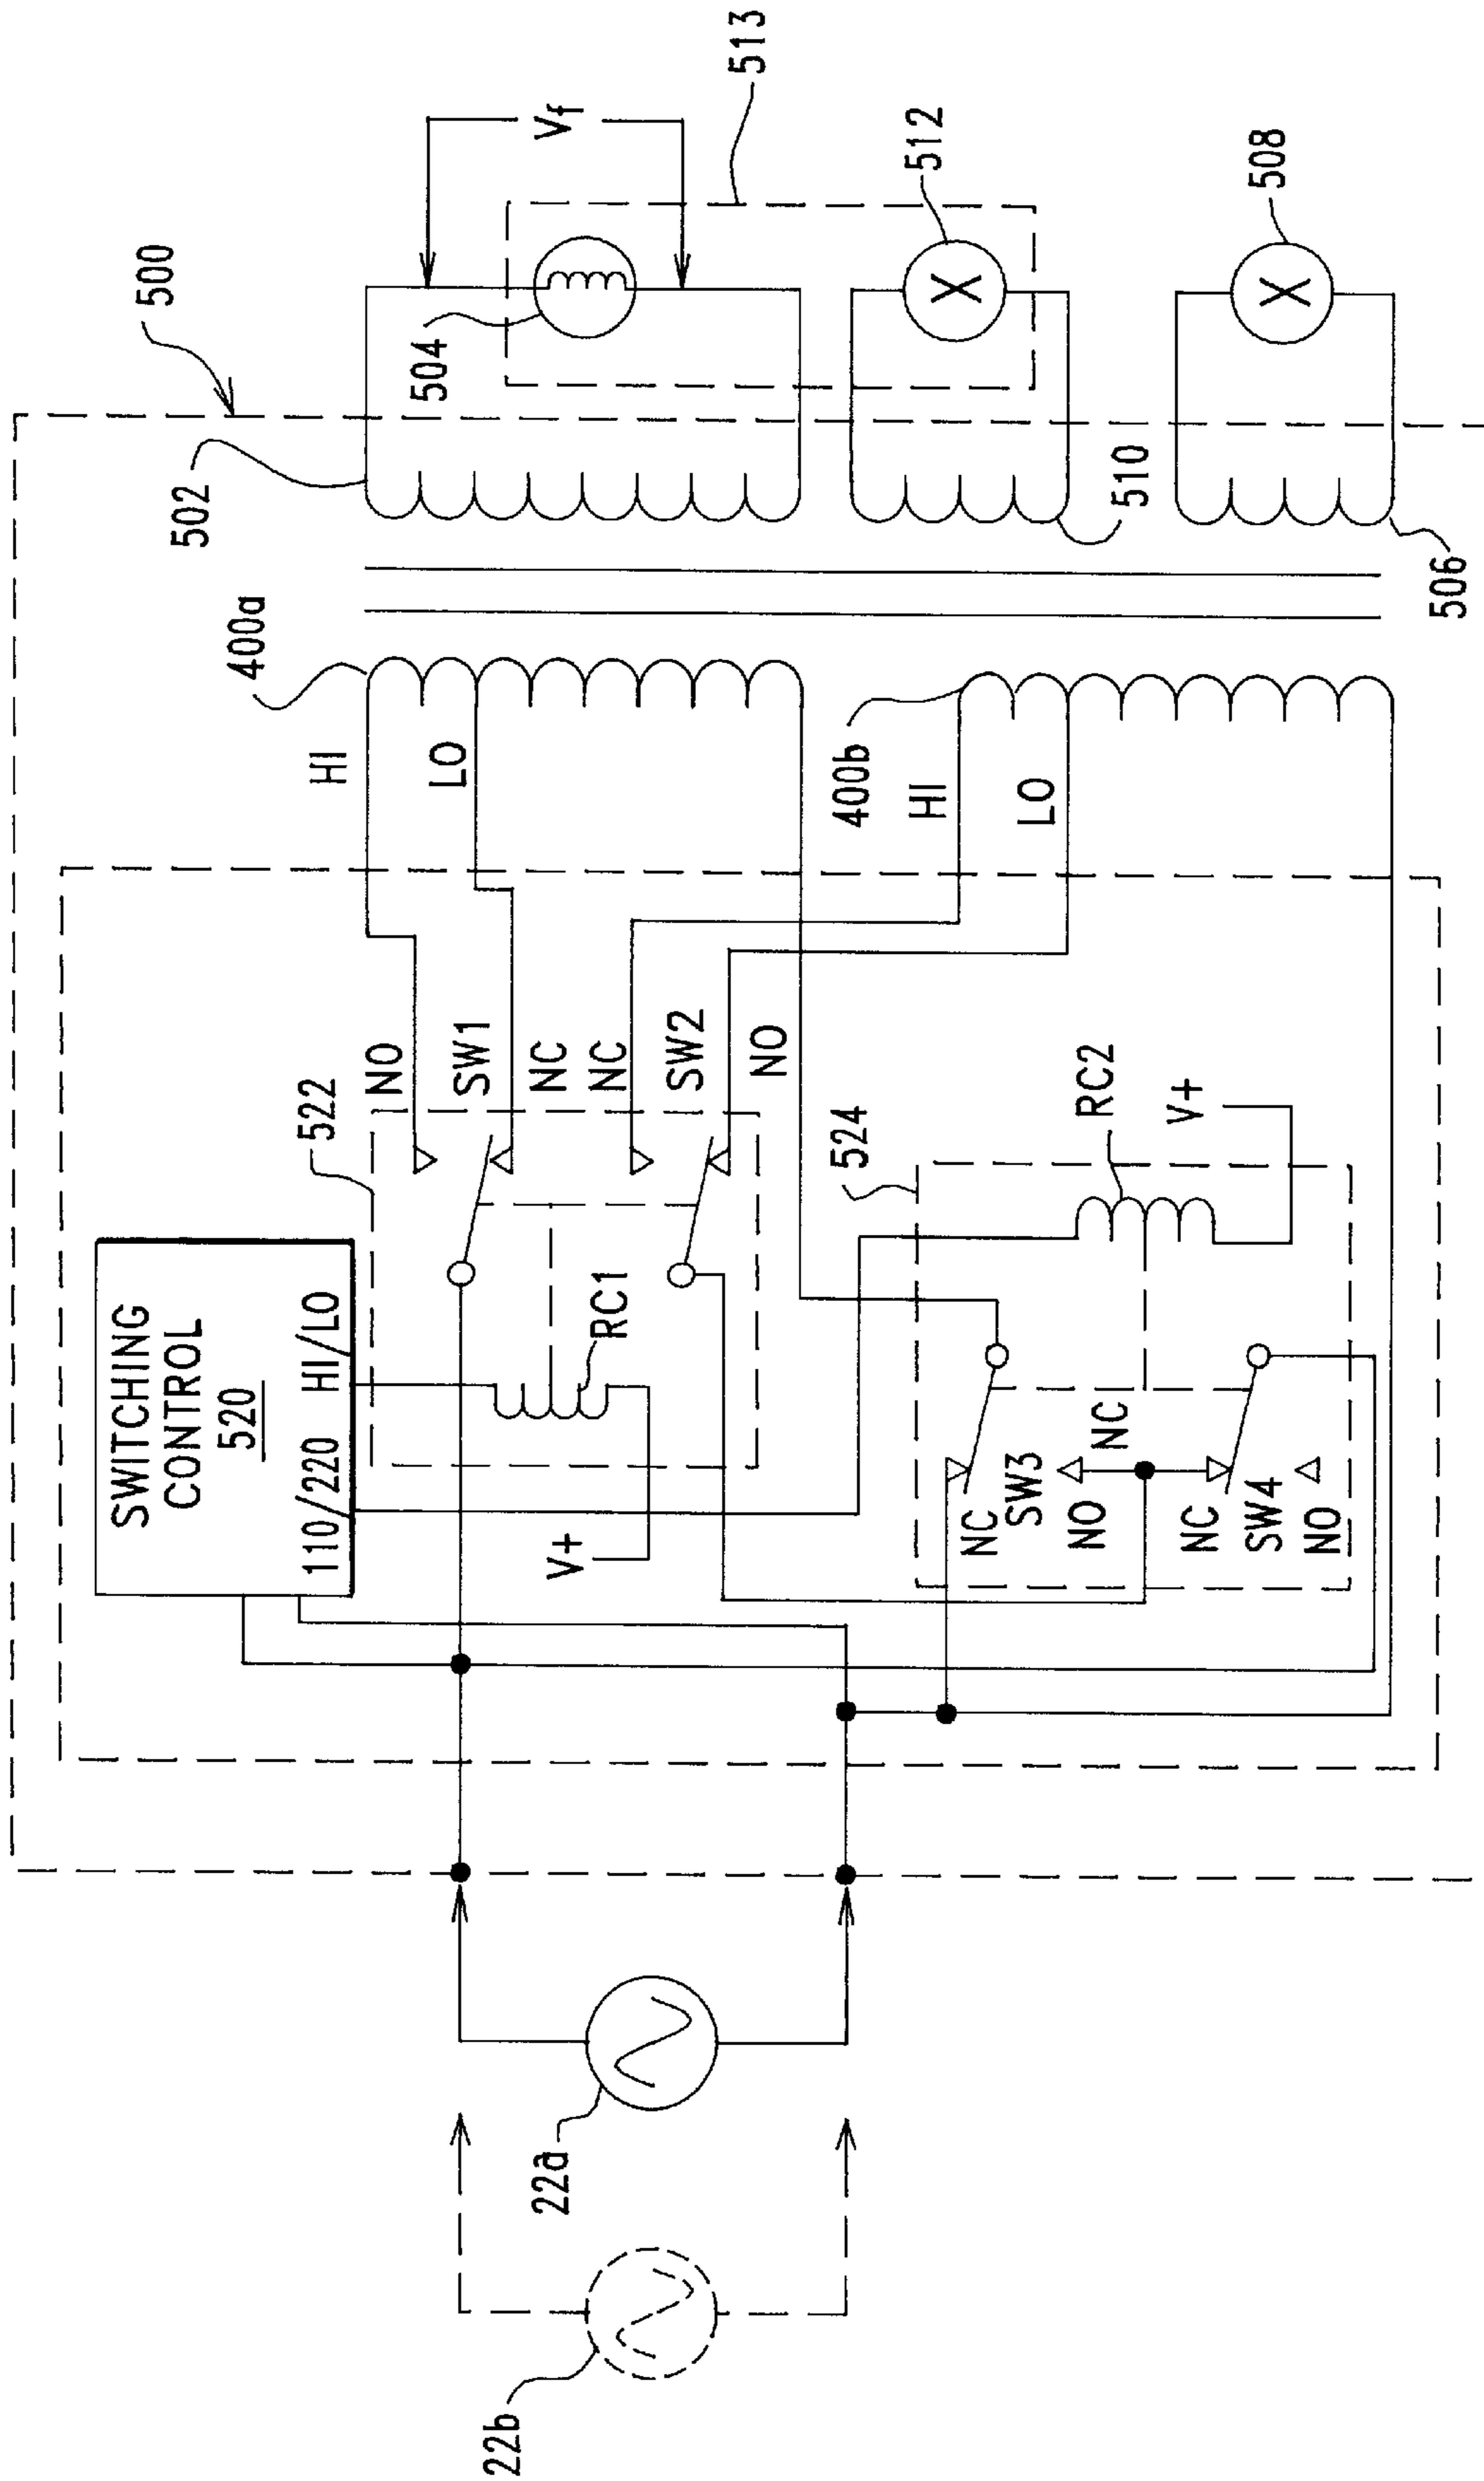 500
502
513
Vf
504
512
508
510
506
400a
HI
LO
400b
HI
LO
SWITCHING
CONTROL
520
110/220 HI/LO
522
NO
SW1
NC
NC
SW2
NO
RC1
V+
524
RC2
V+
NC
SW3
NO
NC
NC
SW4
NO
22a
22b